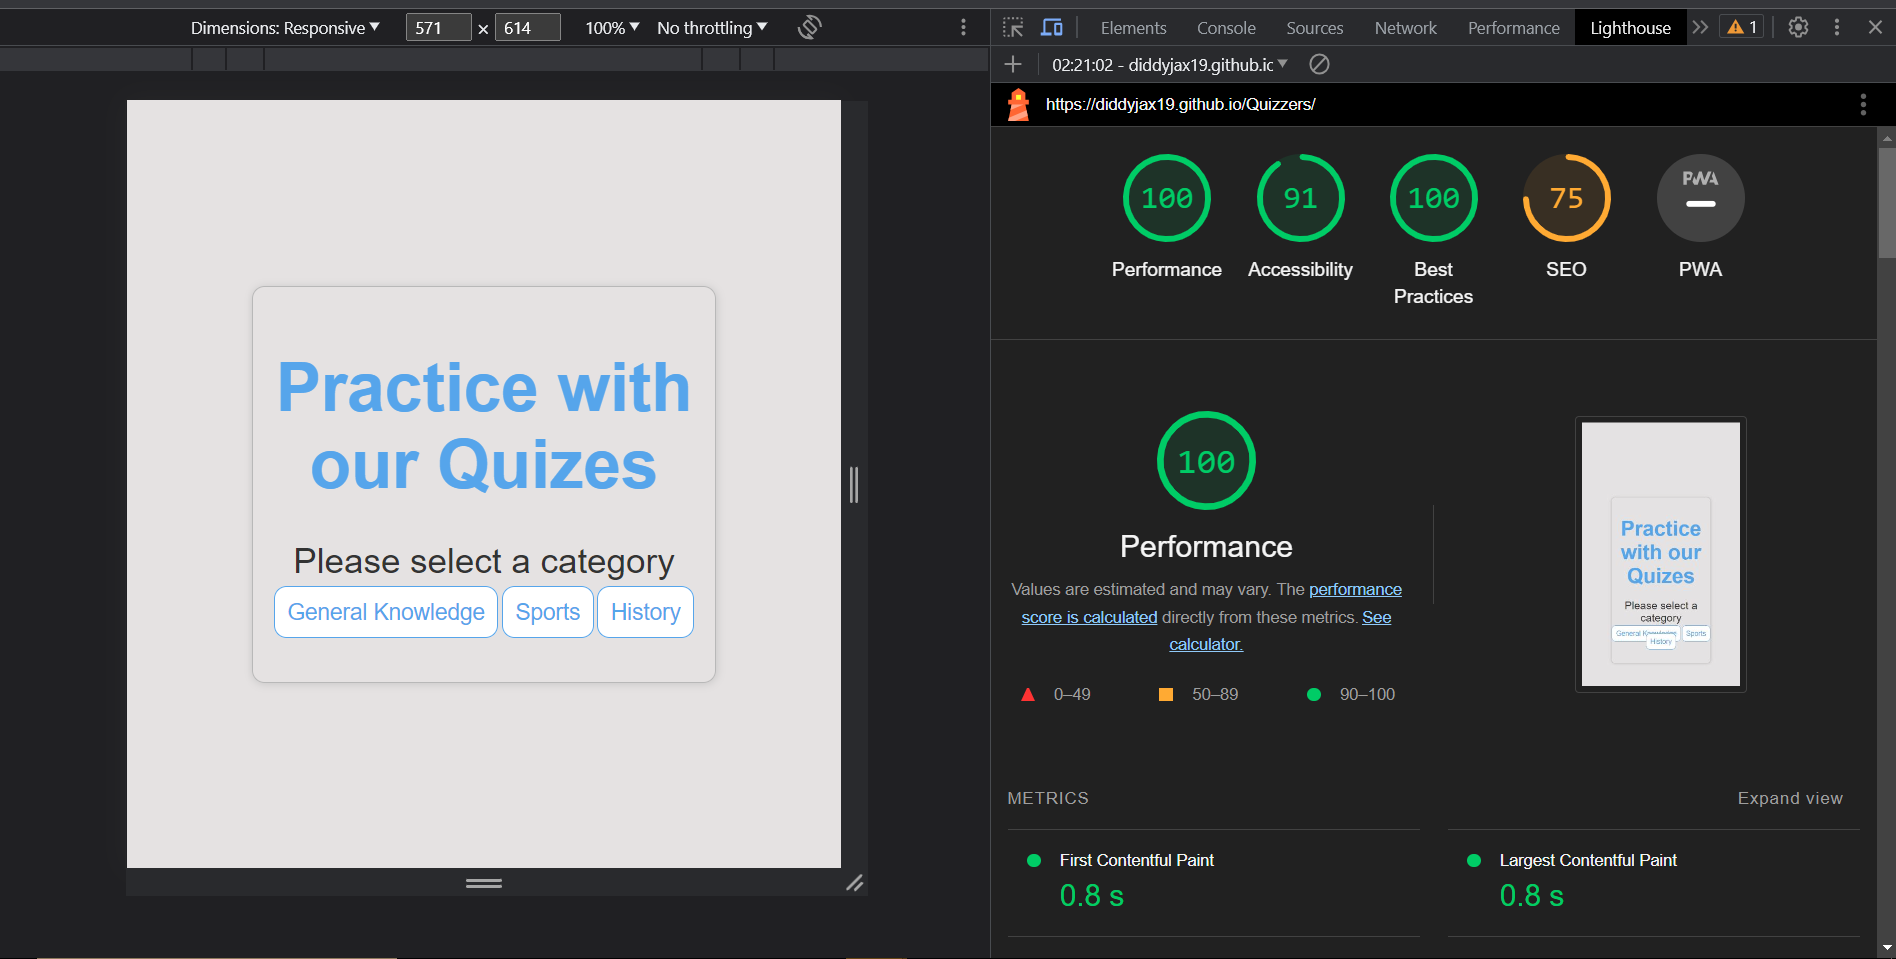 Dimensions: Responsive 571 × 614 100% No throttling
Practice with
our Quizes
Please select a category
General Knowledge Sports History
Elements Console Sources Network Performance Lighthouse 1
02:21:02 - diddyjax19.github.ic
https://diddyjax19.github.io/Quizzers/
100 91 100 75 PWA
Performance Accessibility Best Practices SEO PWA
100
Performance
Values are estimated and may vary. The performance
score is calculated directly from these metrics. See
calculator.
0–49 50–89 90–100
Practice
with our
Quizes
Please select a
category
General Knowledge Sports
History
METRICS Expand view
First Contentful Paint Largest Contentful Paint
0.8 s 0.8 s